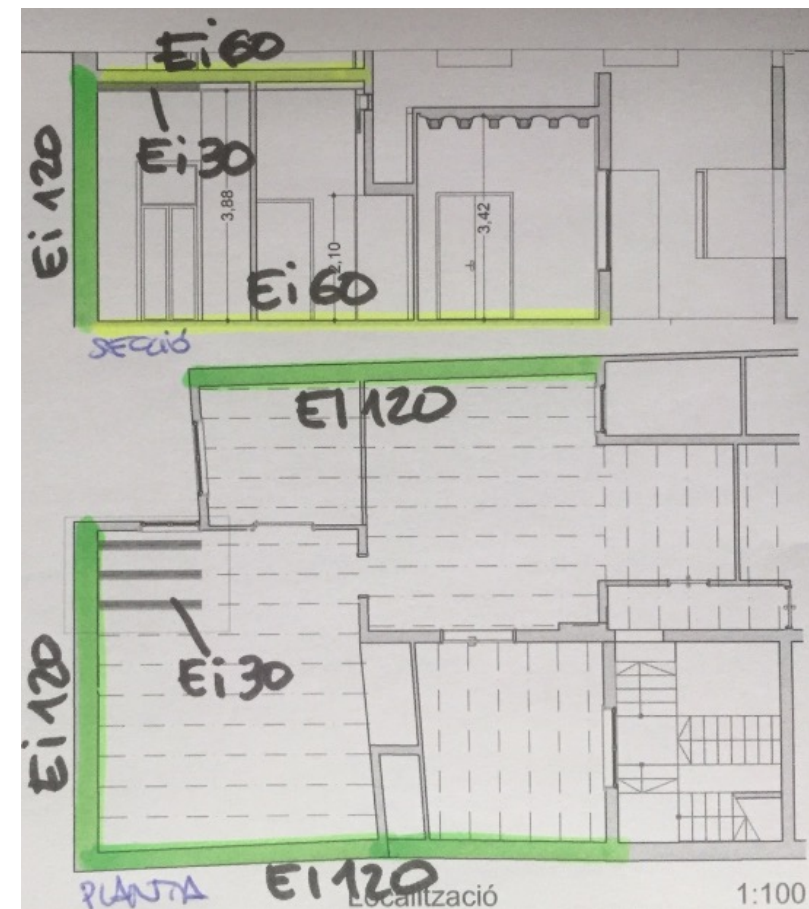 Ei 60
Ei 30
Ei 120
3,88
2,10
3,42
Ei 60
SECCIÓ
EI 120
Ei 30
Ei 120
PLANTA
EI 120
Localització
1:100